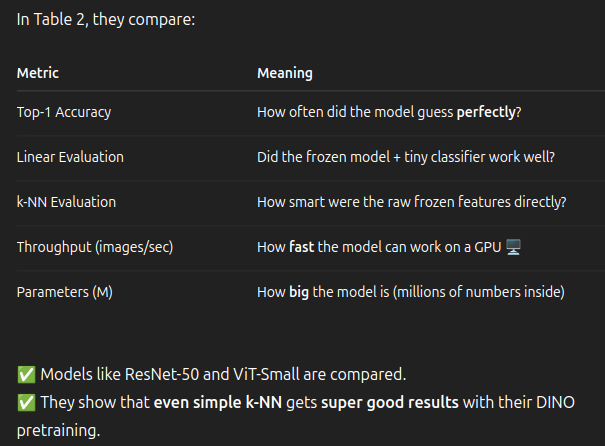 In Table 2, they compare:
Metric Meaning
Top-1 Accuracy How often did the model guess perfectly?
Linear Evaluation Did the frozen model + tiny classifier work well?
k-NN Evaluation How smart were the raw frozen features directly?
Throughput (images/sec) How fast the model can work on a GPU 🖥️
Parameters (M) How big the model is (millions of numbers inside)
✅ Models like ResNet-50 and ViT-Small are compared.
✅ They show that even simple k-NN gets super good results with their DINO
pretraining.